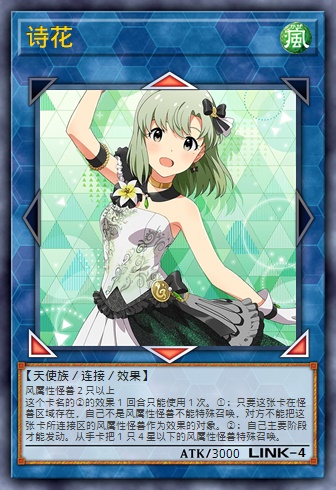 诗花
風
【天使族／连接／效果】
风属性怪兽２只以上
这个卡名的②的效果１回合只能使用１次。①：只要这张卡在怪
兽区域存在，自己不是风属性怪兽不能特殊召唤，对方不能把这
张卡所连接区的风属性怪兽作为效果的对象。②：自己主要阶段
才能发动。从手卡把１只４星以下的风属性怪兽特殊召唤。
ATK/3000 LINK-4